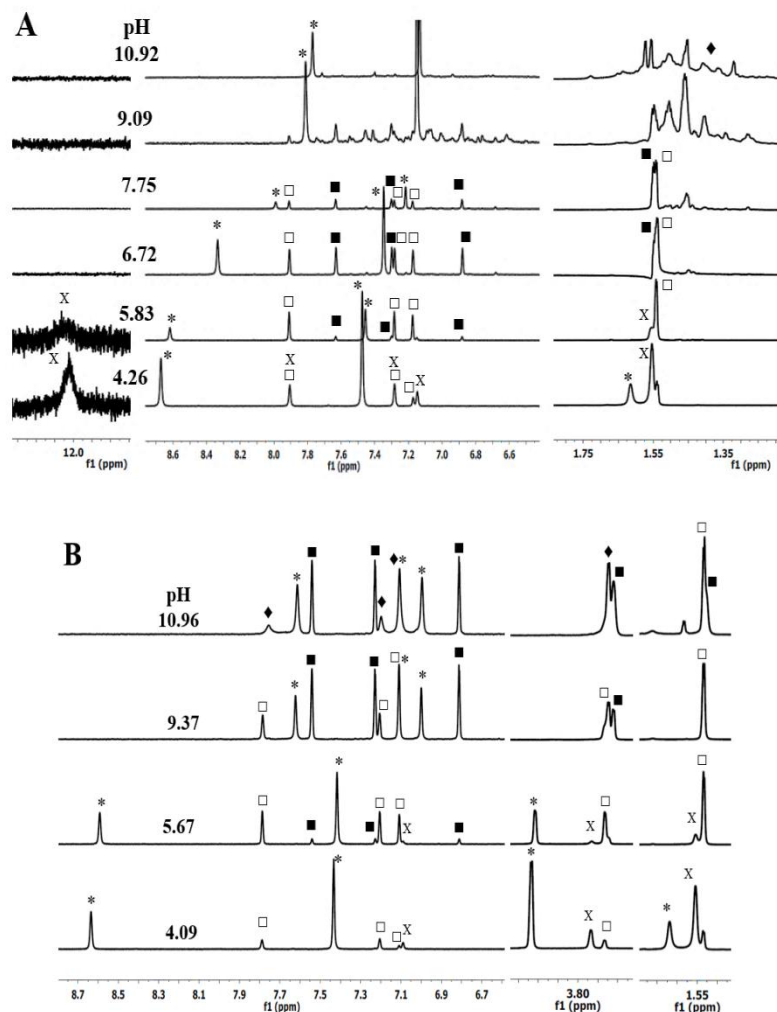 A
pH
10.92
* * ◆
9.09
7.75
* □ ■ * ■ □ * □ ■ ■ □
6.72
* □ ■ ■ □ □ ■ ■ □
5.83
X * □ ■ ■ * □ □ ■ X □
4.26
X * X □ X □ □ X * X
12.0 8.6 8.4 8.2 8.0 7.8 7.6 7.4 7.2 7.0 6.8 6.6 1.75 1.55 1.35
f1 (ppm) f1 (ppm) f1 (ppm)
B
pH
10.96
◆ * ■ ■ ◆ ◆ * * ■ ◆ ■ □ ■
9.37
□ * ■ ■ □ □ * * ■ □ ■ □
5.67
* □ ■ * ■ □ □ X ■ * X □ X □
4.09
* □ * □ □ X * X □ * X
8.7 8.5 8.3 8.1 7.9 7.7 7.5 7.3 7.1 6.9 6.7 3.80 1.55
f1 (ppm) f1 (ppm) f1 (ppm)